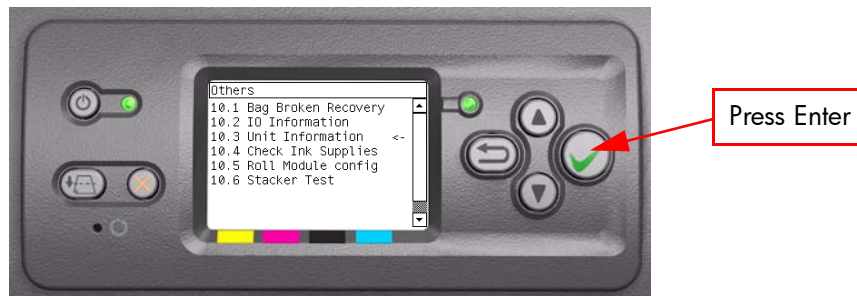 Others
10.1 Bag Broken Recovery
10.2 IO Information
10.3 Unit Information <-
10.4 Check Ink Supplies
10.5 Roll Module config
10.6 Stacker Test
Press Enter